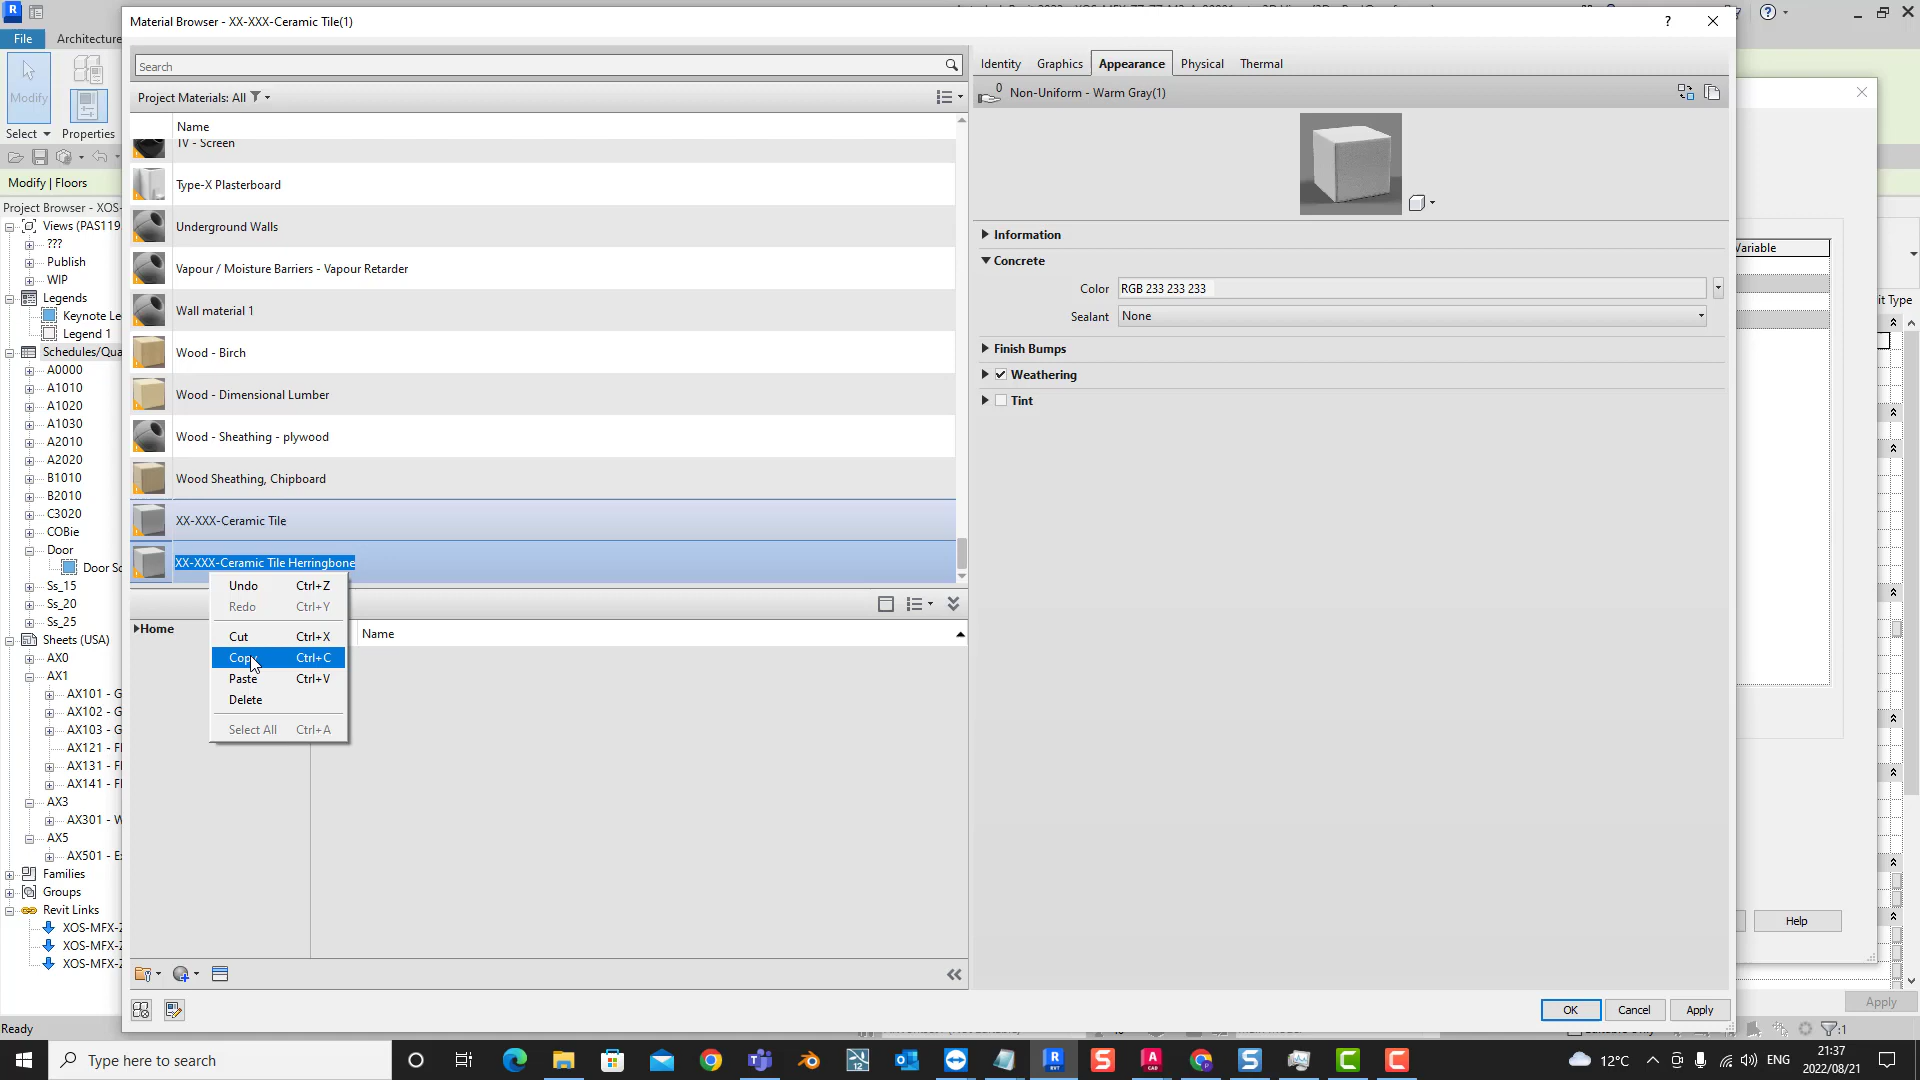 Material Browser - XX-XXX-Ceramic Tile(1)
File
Architecture
Modify
Select
Properties
Modify | Floors
Project Browser - XOS-
Views (PAS119
???
Publish
WIP
Legends
Keynote Le
Legend 1
Schedules/Qua
A0000
A1010
A1020
A1030
A2010
A2020
B1010
B2010
C3020
COBie
Door
Door Sc
Ss_15
Ss_20
Ss_25
Sheets (USA)
AX0
AX1
AX101 - G
AX102 - G
AX103 - G
AX121 - Fl
AX131 - Fl
AX141 - Fl
AX3
AX301 - W
AX5
AX501 - Ex
Families
Groups
Revit Links
XOS-MFX-Z
XOS-MFX-Z
XOS-MFX-Z
Ready
Search
Project Materials: All
Name
TV - Screen
Type-X Plasterboard
Underground Walls
Vapour / Moisture Barriers - Vapour Retarder
Wall material 1
Wood - Birch
Wood - Dimensional Lumber
Wood - Sheathing - plywood
Wood Sheathing, Chipboard
XX-XXX-Ceramic Tile
XX-XXX-Ceramic Tile Herringbone
Undo Ctrl+Z
Redo Ctrl+Y
Cut Ctrl+X
Copy Ctrl+C
Paste Ctrl+V
Delete
Select All Ctrl+A
Home
Name
Identity Graphics Appearance Physical Thermal
0
Non-Uniform - Warm Gray(1)
Information
Concrete
Color RGB 233 233 233
Sealant None
Finish Bumps
Weathering
Tint
OK Cancel Apply
Variable
it Type
Help
Apply
:1
Type here to search
12°C
ENG
21:37
2022/08/21